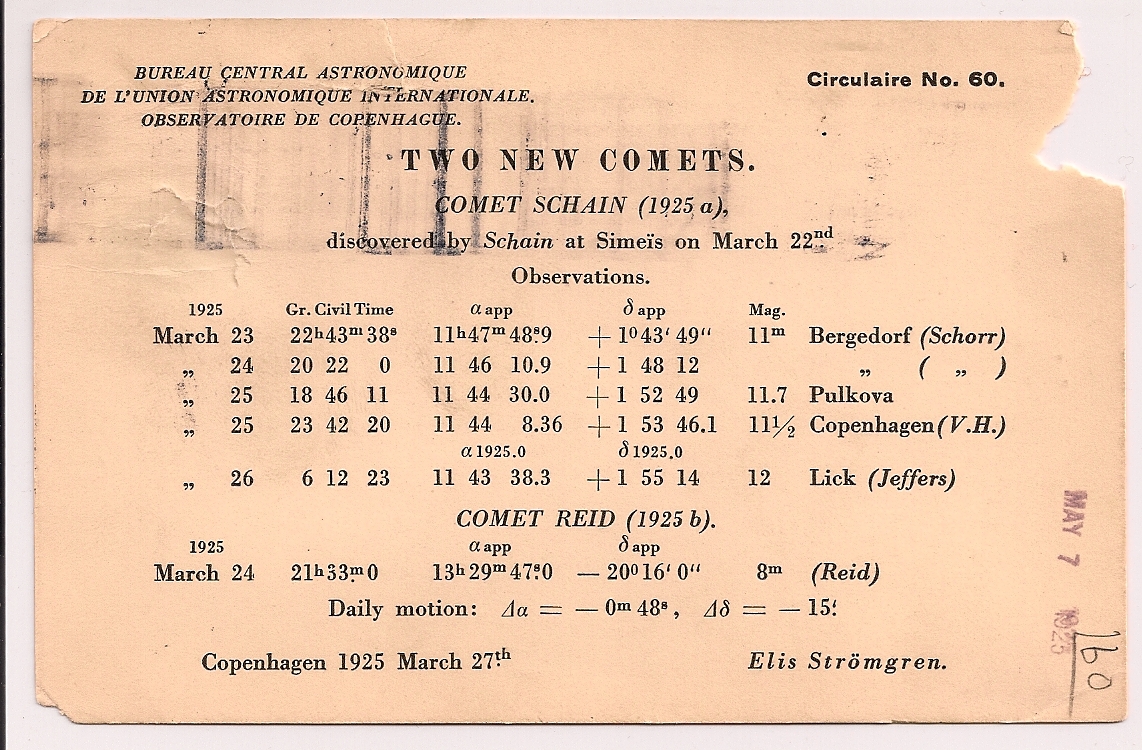 BUREAU CENTRAL ASTRONOMIQUE
DE L'UNION ASTRONOMIQUE INTERNATIONALE.
OBSERVATOIRE DE COPENHAGUE.
Circulaire No. 60.
TWO NEW COMETS.
COMET SCHAIN (1925 a),
discovered by Schain at Simeïs on March 22nd
Observations.
1925 Gr. Civil Time α app δ app Mag.
March 23 22h43m38s 11h47m48s.9 +1°43′49″ 11m Bergedorf (Schorr)
„ 24 20 22 0 11 46 10.9 +1 48 12 „ ( „ )
„ 25 18 46 11 11 44 30.0 +1 52 49 11.7 Pulkova
„ 25 23 42 20 11 44 8.36 +1 53 46.1 11½ Copenhagen (V.H.)
α 1925.0 δ 1925.0
„ 26 6 12 23 11 43 38.3 +1 55 14 12 Lick (Jeffers)
COMET REID (1925 b).
1925 α app δ app
March 24 21h33m.0 13h29m47s.0 — 20°16′ 0″ 8m (Reid)
Daily motion: Δα = — 0m 48s, Δδ = — 15′.
Copenhagen 1925 March 27th
Elis Strömgren.
MAY 7 1925
160